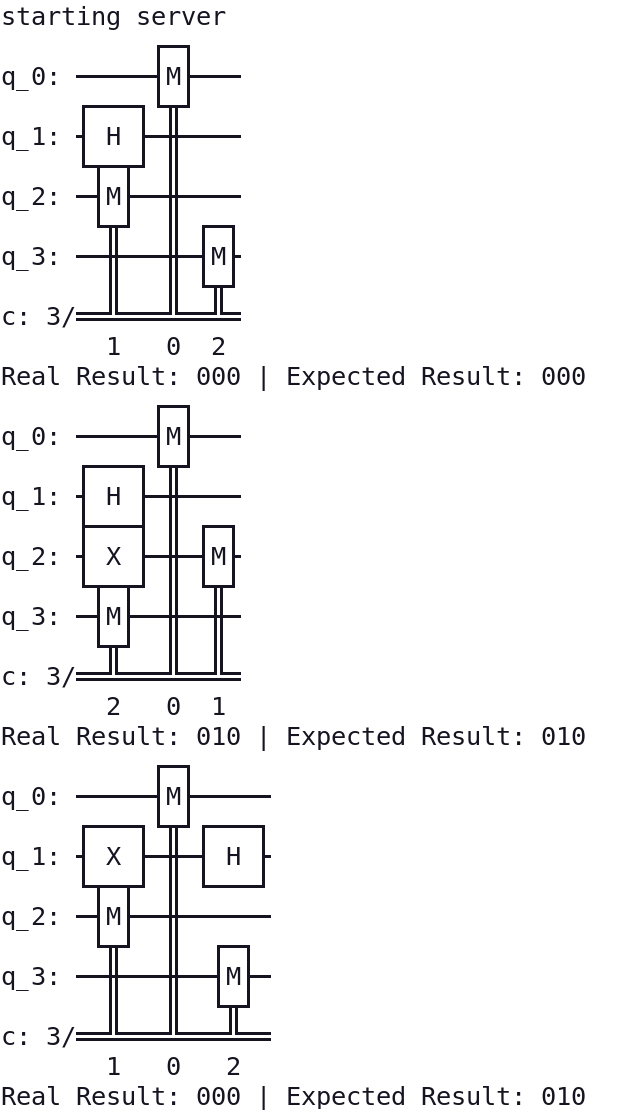 starting server
q_0: M
q_1: H
q_2: M
q_3: M
c: 3/
1 0 2
Real Result: 000 | Expected Result: 000
q_0: M
q_1: H
q_2: X M
q_3: M
c: 3/
2 0 1
Real Result: 010 | Expected Result: 010
q_0: M
q_1: X H
q_2: M
q_3: M
c: 3/
1 0 2
Real Result: 000 | Expected Result: 010